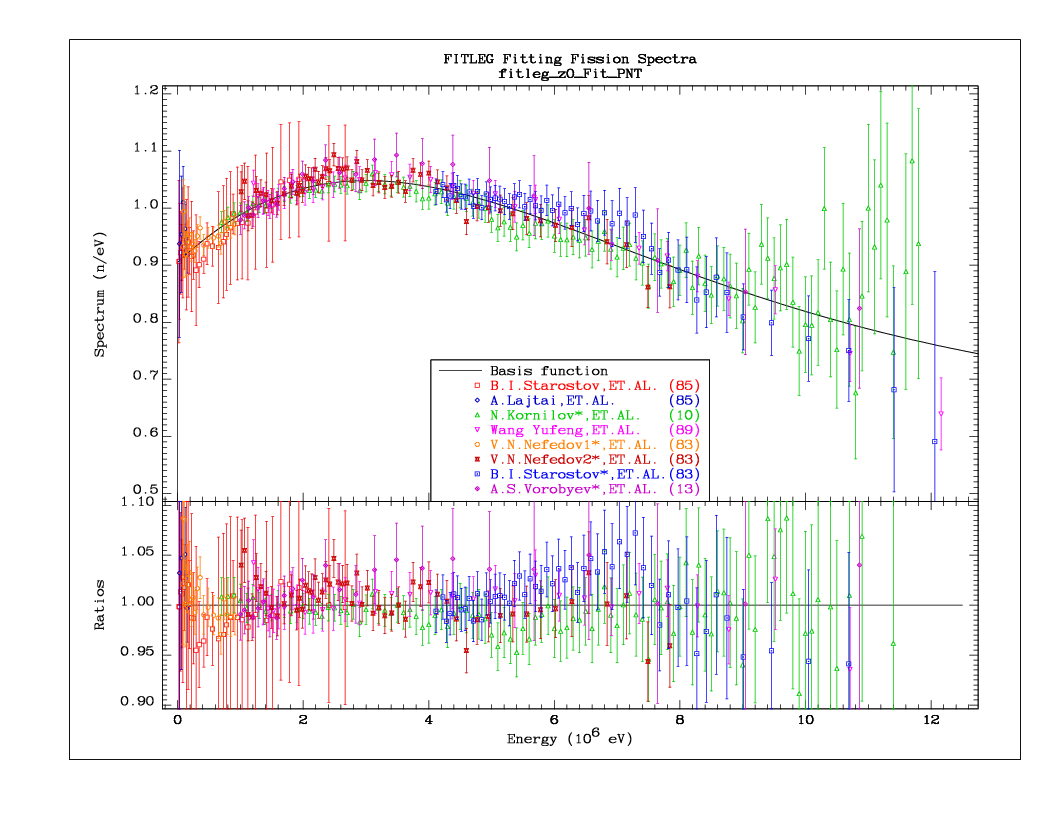 FITLEG Fitting Fission Spectra
fitleg_z0_Fit_PNT
1.2
1.1
1.0
0.9
0.8
0.7
0.6
0.5
Spectrum (n/eV)
Basis function
B.I.Starostov,ET.AL. (85)
A.Lajtai,ET.AL. (85)
N.Kornilov*,ET.AL. (10)
Wang Yufeng,ET.AL. (89)
V.N.Nefedov1*,ET.AL. (83)
V.N.Nefedov2*,ET.AL. (83)
B.I.Starostov*,ET.AL.(83)
A.S.Vorobyev*,ET.AL. (13)
1.10
1.05
1.00
0.95
0.90
Ratios
0 2 4 6 8 10 12
Energy (10⁶ eV)